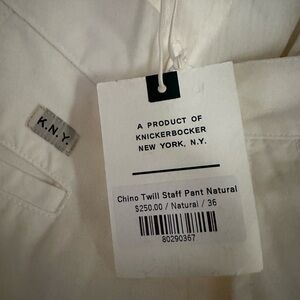 K.N.Y.
A PRODUCT OF
KNICKERBOCKER
NEW YORK, N.Y.
Chino Twill Staff Pant Natural
$250.00 / Natural / 36
80290367